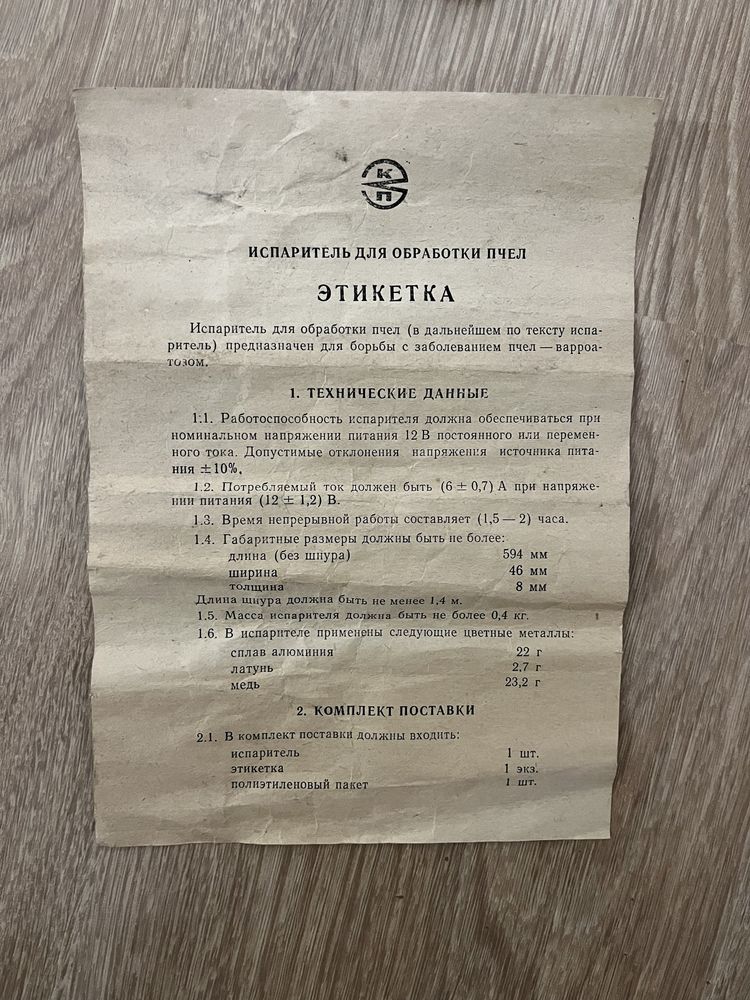 К
П
ИСПАРИТЕЛЬ ДЛЯ ОБРАБОТКИ ПЧЕЛ
ЭТИКЕТКА
Испаритель для обработки пчел (в дальнейшем по тексту испа-
ритель) предназначен для борьбы с заболеванием пчел — варроа-
тозом.
1. ТЕХНИЧЕСКИЕ ДАННЫЕ
1.1. Работоспособность испарителя должна обеспечиваться при
номинальном напряжении питания 12 В постоянного или перемен-
ного тока. Допустимые отклонения напряжения источника пита-
ния ±10%.
1.2. Потребляемый ток должен быть (6 ± 0,7) А при напряже-
нии питания (12 ± 1,2) В.
1.3. Время непрерывной работы составляет (1,5 — 2) часа.
1.4. Габаритные размеры должны быть не более:
длина (без шнура) 594 мм
ширина 46 мм
толщина 8 мм
Длина шнура должна быть не менее 1,4 м.
1.5. Масса испарителя должна быть не более 0,4 кг.
1.6. В испарителе применены следующие цветные металлы:
сплав алюминия 22 г
латунь 2,7 г
медь 23,2 г
2. КОМПЛЕКТ ПОСТАВКИ
2.1. В комплект поставки должны входить:
испаритель 1 шт.
этикетка 1 экз.
полиэтиленовый пакет 1 шт.